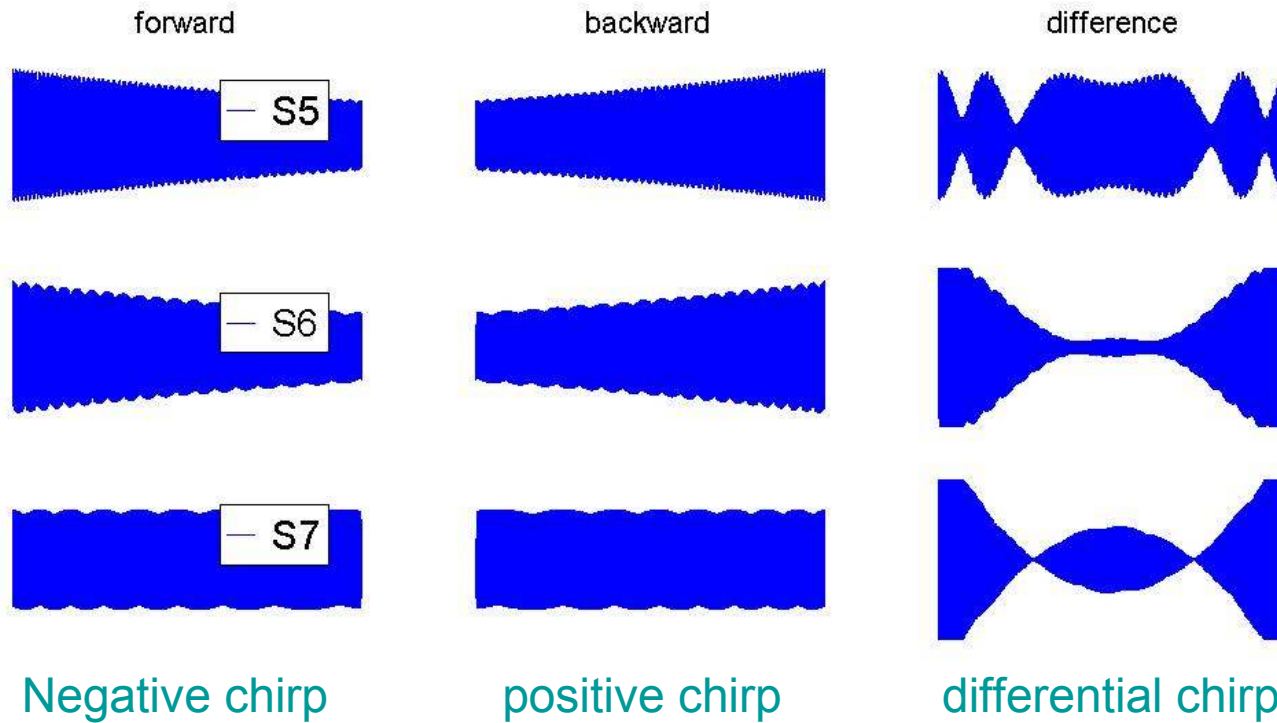 forward backward difference
S5
S6
S7
Negative chirp positive chirp differential chirp